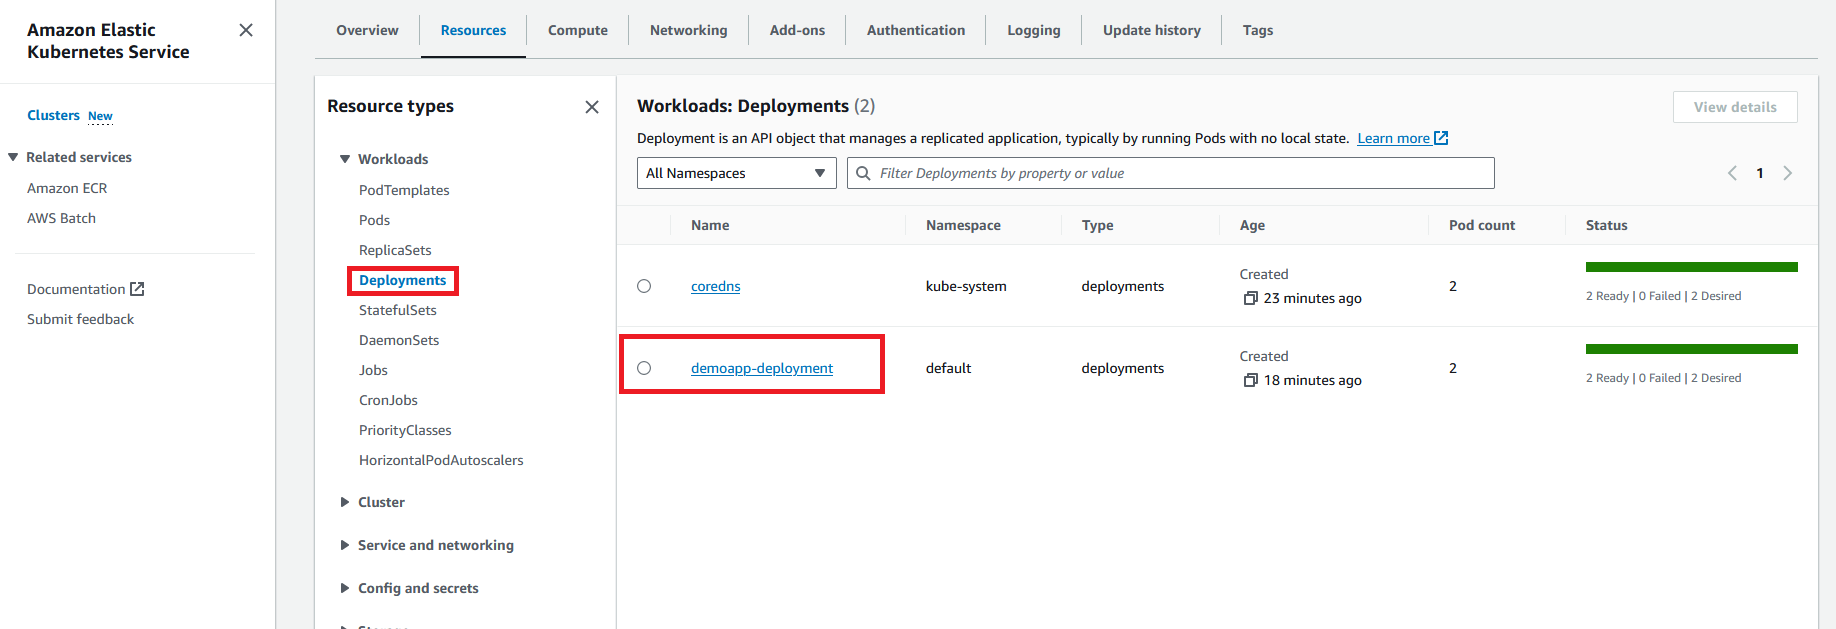 Amazon Elastic
Kubernetes Service
Clusters New
Related services
Amazon ECR
AWS Batch
Documentation
Submit feedback
Overview
Resources
Compute
Networking
Add-ons
Authentication
Logging
Update history
Tags
Resource types
Workloads
PodTemplates
Pods
ReplicaSets
Deployments
StatefulSets
DaemonSets
Jobs
CronJobs
PriorityClasses
HorizontalPodAutoscalers
Cluster
Service and networking
Config and secrets
Storage
Workloads: Deployments (2)
View details
Deployment is an API object that manages a replicated application, typically by running Pods with no local state. Learn more
All Namespaces
Filter Deployments by property or value
1
Name Namespace Type Age Pod count Status
coredns kube-system deployments Created 23 minutes ago 2 2 Ready | 0 Failed | 2 Desired
demoapp-deployment default deployments Created 18 minutes ago 2 2 Ready | 0 Failed | 2 Desired